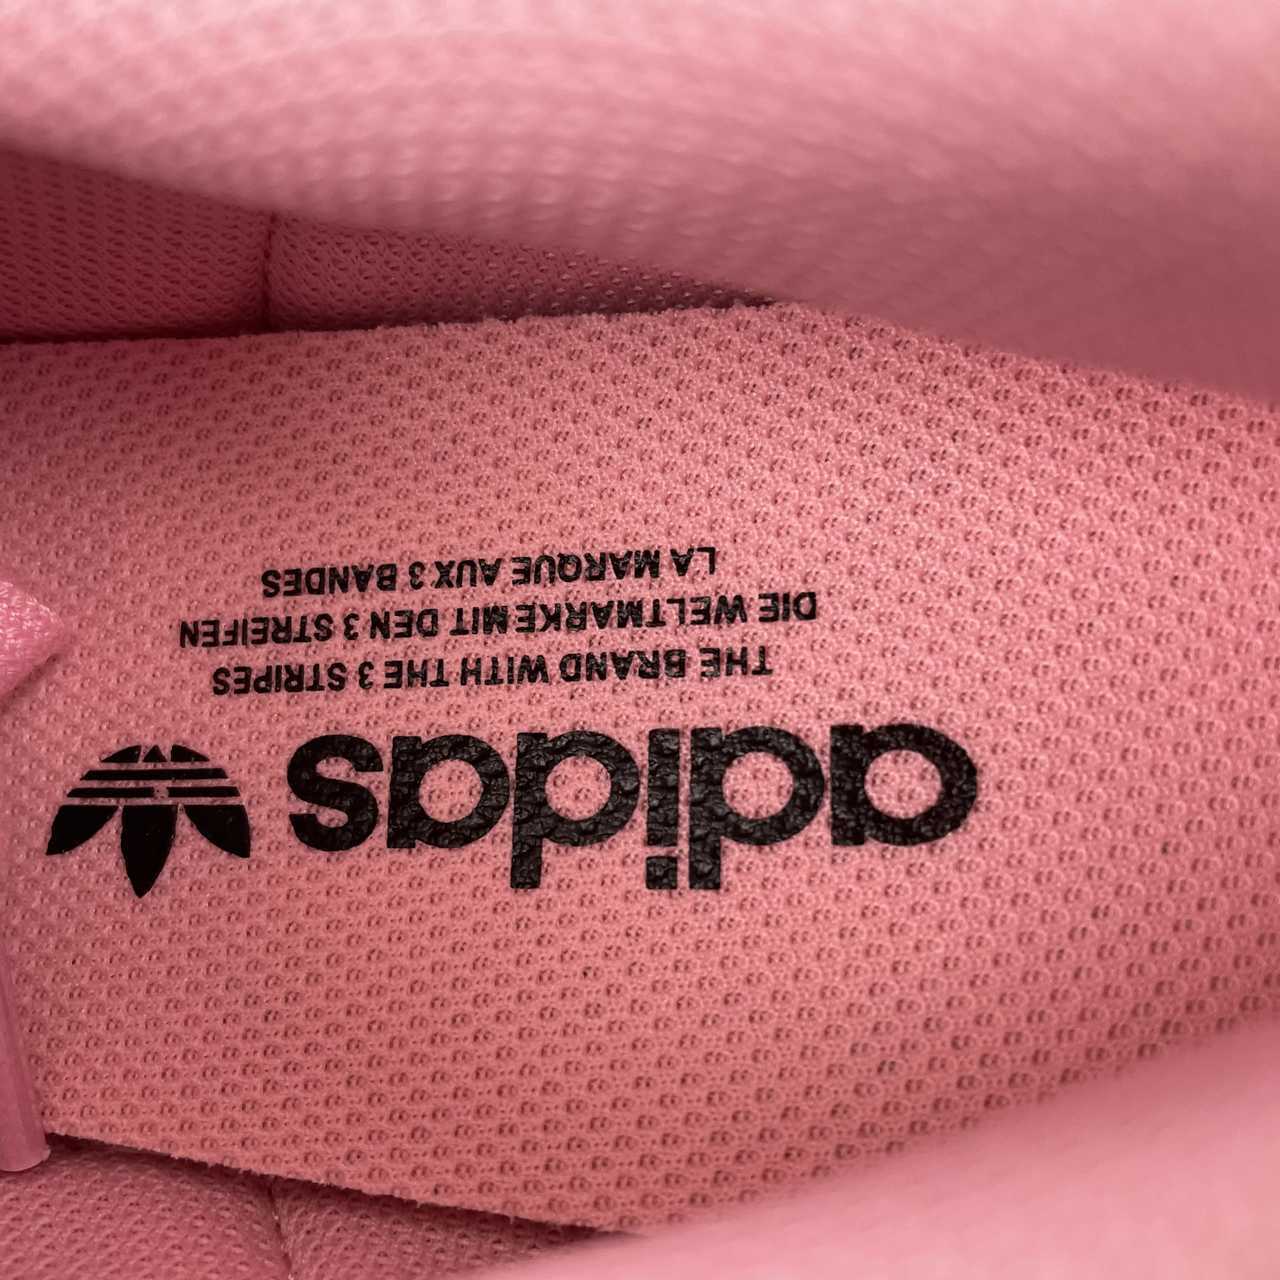 adidas
THE BRAND WITH THE 3 STRIPES
DIE WELTMARKE MIT DEN 3 STREIFEN
LA MARQUE AUX 3 BANDES